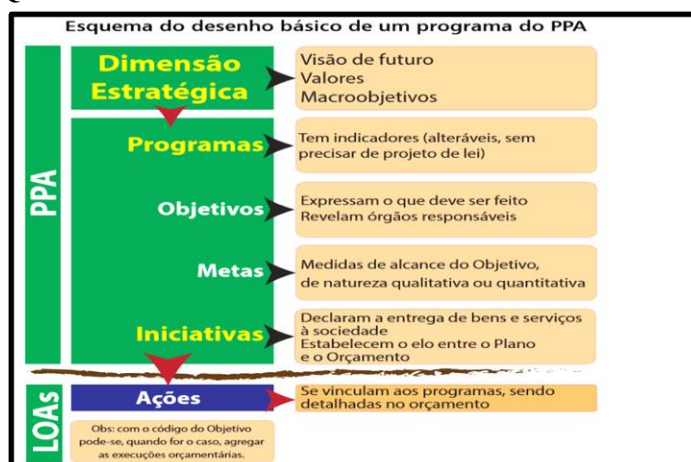 Esquema do desenho básico de um programa do PPA
PPA
Dimensão
Estratégica
Visão de futuro
Valores
Macroobjetivos
Programas
Tem indicadores (alteráveis, sem
precisar de projeto de lei)
Objetivos
Expressam o que deve ser feito
Revelam órgãos responsáveis
Metas
Medidas de alcance do Objetivo,
de natureza qualitativa ou quantitativa
Iniciativas
Declaram a entrega de bens e serviços
à sociedade
Estabelecem o elo entre o Plano
e o Orçamento
LOAs
Ações
Se vinculam aos programas, sendo
detalhadas no orçamento
Obs: com o código do Objetivo
pode-se, quando for o caso, agregar
as execuções orçamentárias.